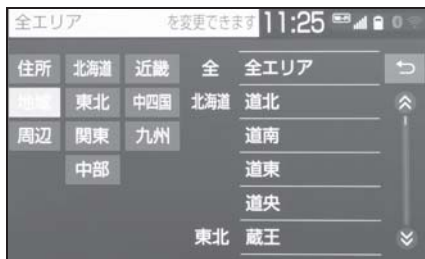 全エリア を変更できます 11:25 0
住所 北海道 近畿 全 全エリア
地域 東北 中四国 北海道 道北
周辺 関東 九州 道南
中部 道東
道央
東北 蔵王